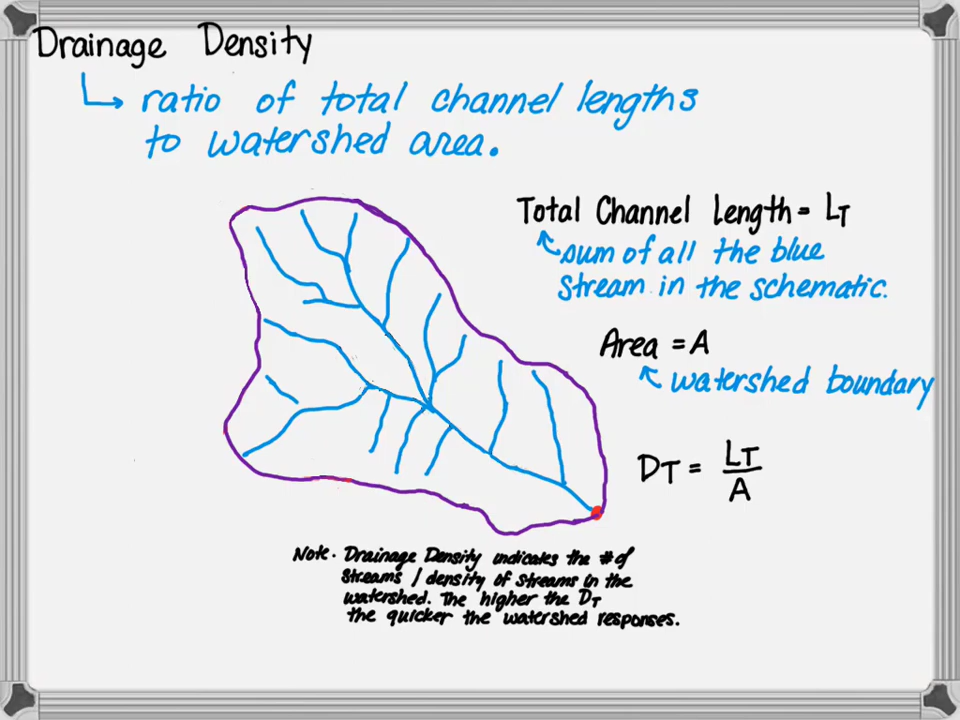 Drainage Density
ratio of total channel lengths
to watershed area.
Total Channel Length = LT
sum of all the blue
stream in the schematic.
Area = A
watershed boundary
DT = LT
A
Note. Drainage Density indicates the # of
streams / density of streams in the
watershed. The higher the DT
the quicker the watershed responses.